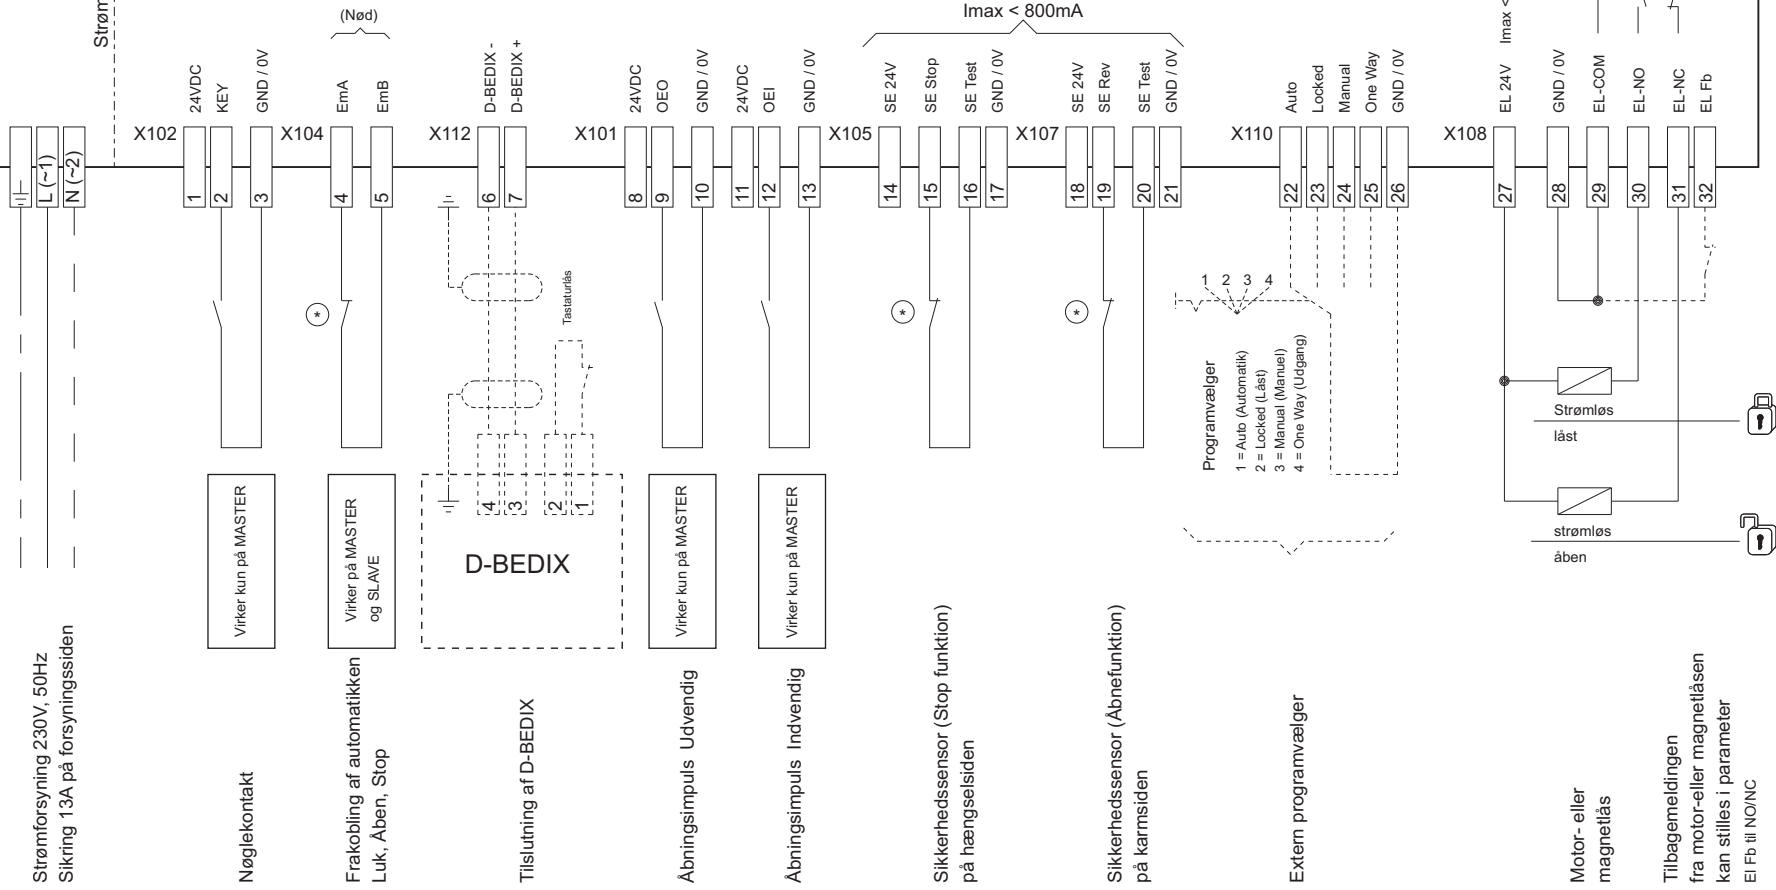 Strøm
(Nød)
Imax < 800mA
Imax <
24VDC
KEY
GND / 0V
EmA
EmB
D-BEDIX -
D-BEDIX +
24VDC
OEO
GND / 0V
24VDC
OEI
GND / 0V
SE 24V
SE Stop
SE Test
GND / 0V
SE 24V
SE Rev
SE Test
GND / 0V
Auto
Locked
Manual
One Way
GND / 0V
EL 24V
GND / 0V
EL-COM
EL-NO
EL-NC
EL Fb
X102
X104
X112
X101
X105
X107
X110
X108
L (~1)
N (~2)
1
2
3
4
5
6
7
8
9
10
11
12
13
14
15
16
17
18
19
20
21
22
23
24
25
26
27
28
29
30
31
32
*
*
*
Tastaturlås
1 2 3 4
Programvælger
1 = Auto (Automatik)
2 = Locked (Låst)
3 = Manual (Manuel)
4 = One Way (Udgang)
Strømløs
låst
strømløs
åben
4
3
2
1
D-BEDIX
Virker kun på MASTER
Virker på MASTER
og SLAVE
Virker kun på MASTER
Virker kun på MASTER
Strømforsyning 230V, 50Hz
Sikring 13A på forsyningssiden
Nøglekontakt
Frakobling af automatikken
Luk, Åben, Stop
Tilslutning af D-BEDIX
Åbningsimpuls Udvendig
Åbningsimpuls Indvendig
Sikkerhedssensor (Stop funktion)
på hængselsiden
Sikkerhedssensor (Åbnefunktion)
på karmsiden
Extern programvælger
Motor- eller
magnetlås
Tilbagemeldingen
fra motor-eller magnetlåsen
kan stilles i parameter
El Fb til NO/NC